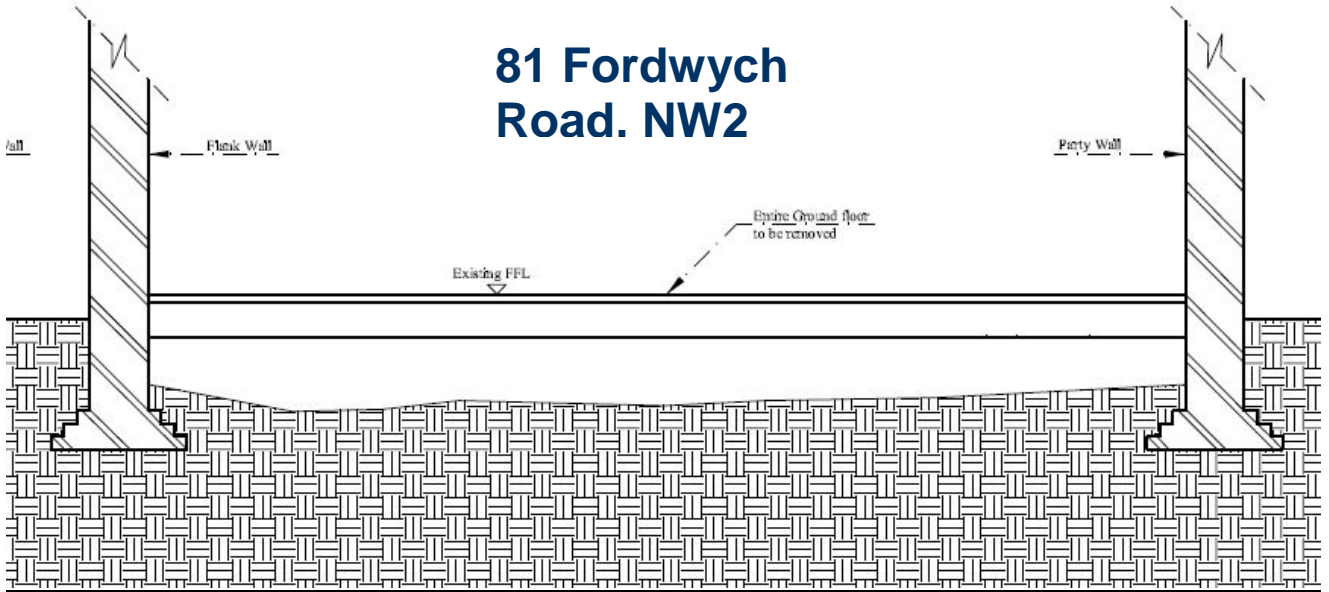 81 Fordwych
Road. NW2
Flank Wall
Party Wall
Entire Ground floor
to be removed
Existing FFL